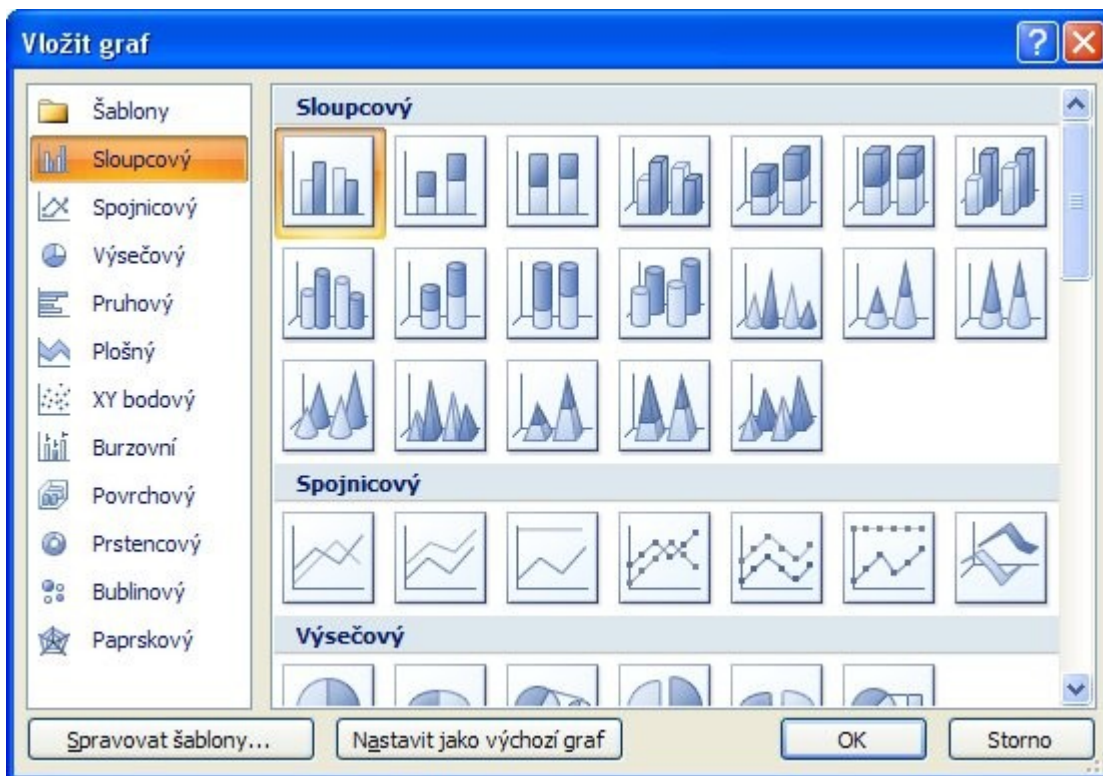 Vložit graf
Šablony
Sloupcový
Spojnicový
Výsečový
Pruhový
Plošný
XY bodový
Burzovní
Povrchový
Prstencový
Bublinový
Paprskový
Sloupcový
Spojnicový
Výsečový
Spravovat šablony...
Nastavit jako výchozí graf
OK
Storno